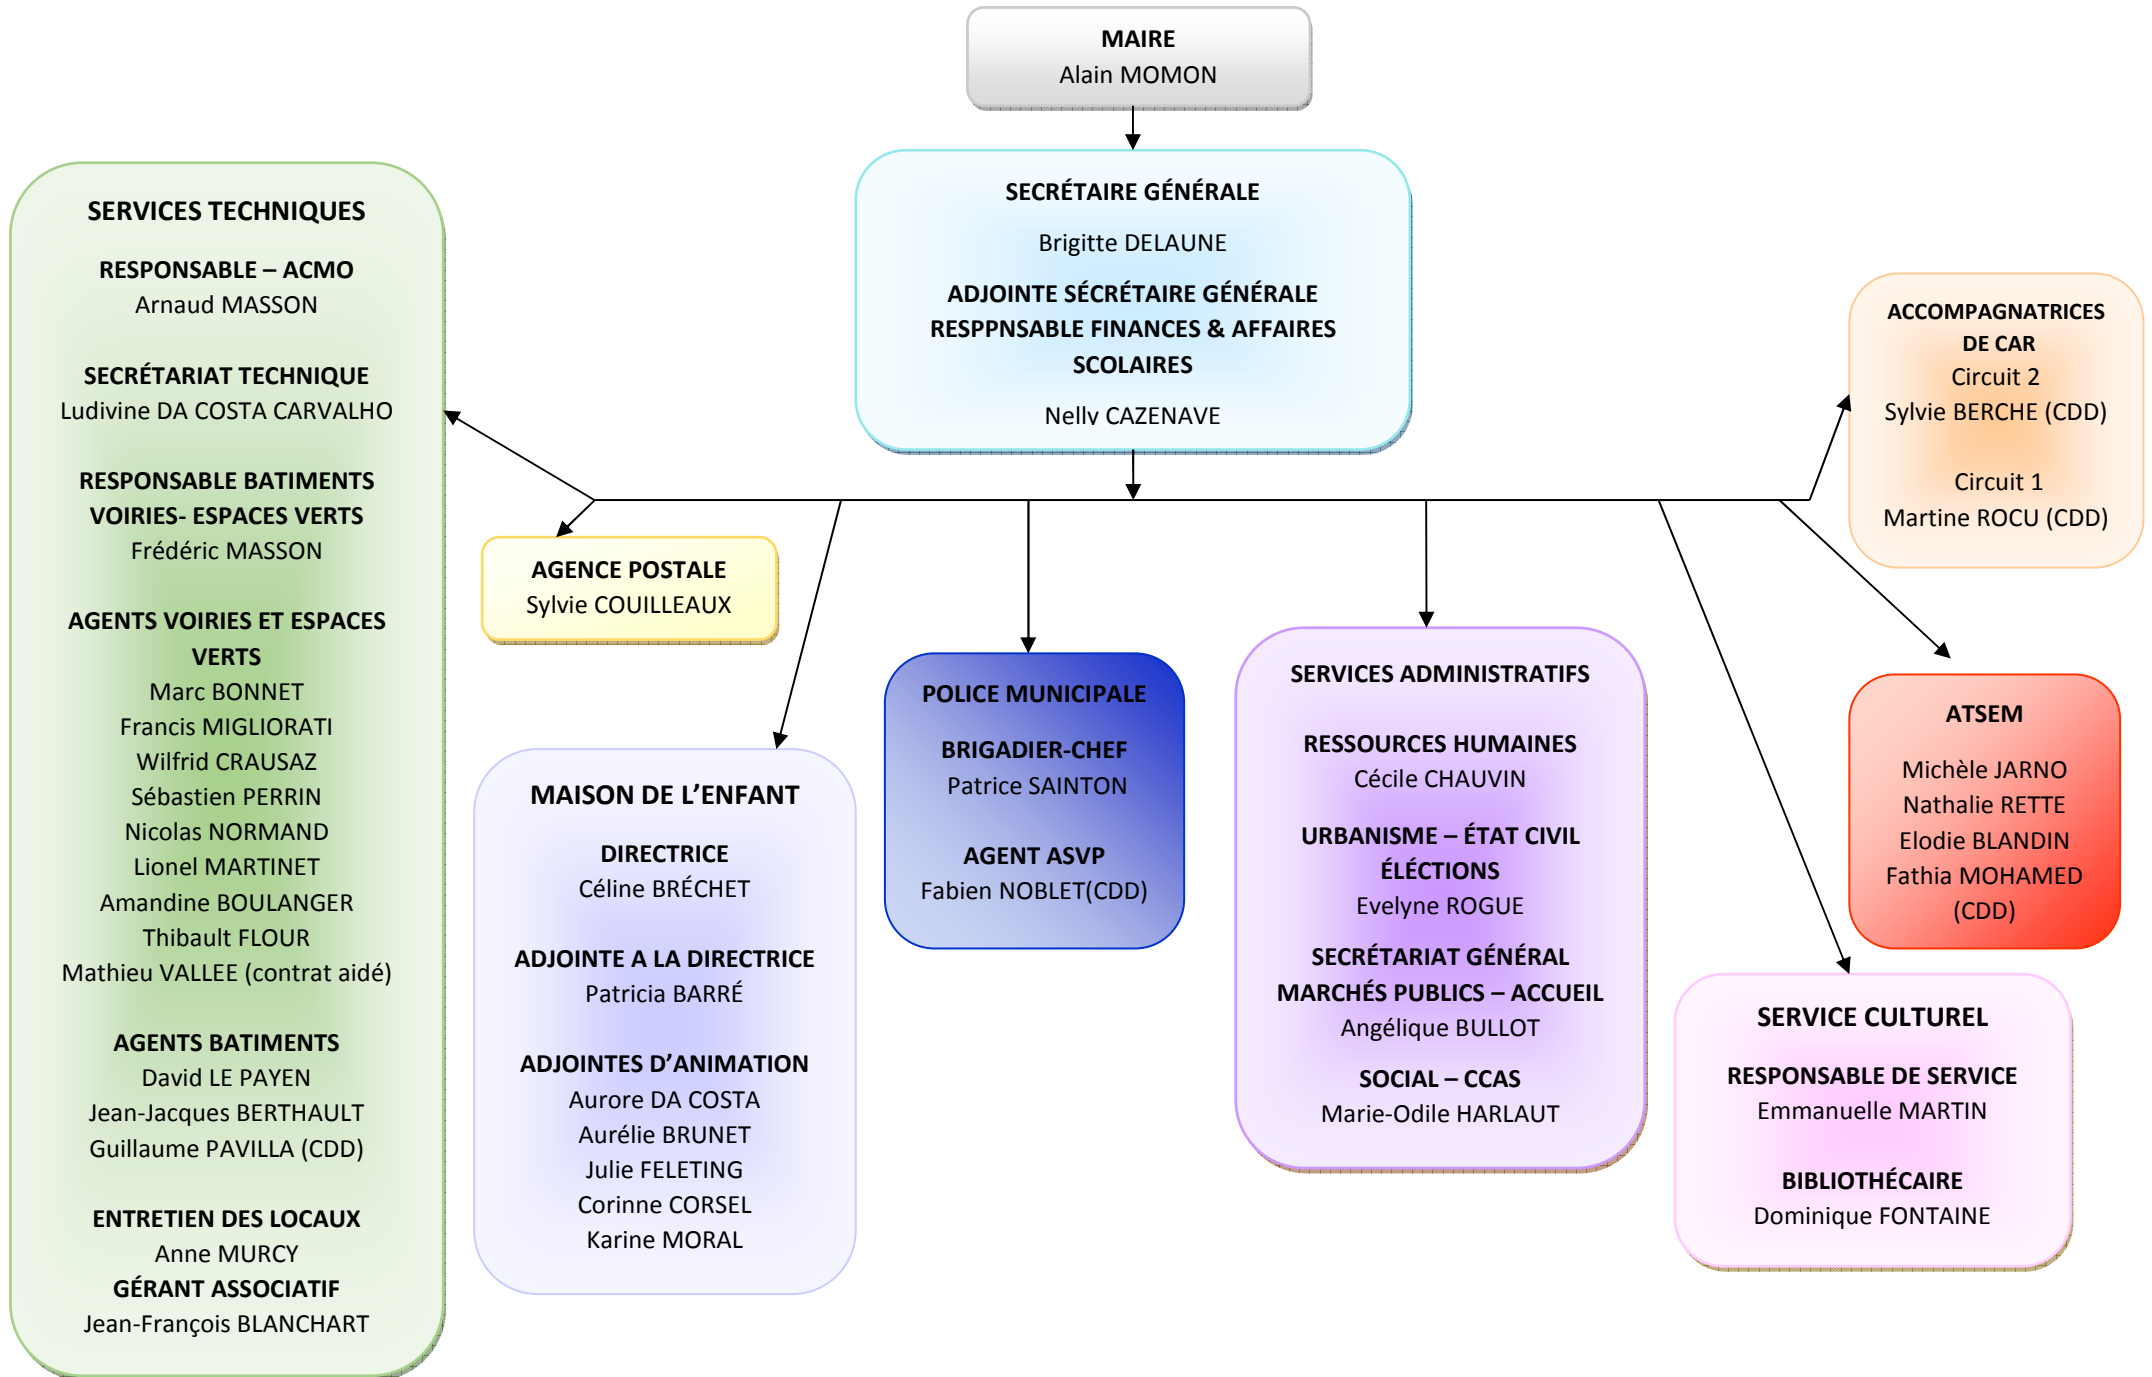 MAIRE
Alain MOMON
SECRÉTAIRE GÉNÉRALE
Brigitte DELAUNE
ADJOINTE SÉCRÉTAIRE GÉNÉRALE
RESPPNSABLE FINANCES & AFFAIRES
SCOLAIRES
Nelly CAZENAVE
SERVICES TECHNIQUES
RESPONSABLE – ACMO
Arnaud MASSON
SECRÉTARIAT TECHNIQUE
Ludivine DA COSTA CARVALHO
RESPONSABLE BATIMENTS
VOIRIES- ESPACES VERTS
Frédéric MASSON
AGENTS VOIRIES ET ESPACES
VERTS
Marc BONNET
Francis MIGLIORATI
Wilfrid CRAUSAZ
Sébastien PERRIN
Nicolas NORMAND
Lionel MARTINET
Amandine BOULANGER
Thibault FLOUR
Mathieu VALLEE (contrat aidé)
AGENTS BATIMENTS
David LE PAYEN
Jean-Jacques BERTHAULT
Guillaume PAVILLA (CDD)
ENTRETIEN DES LOCAUX
Anne MURCY
GÉRANT ASSOCIATIF
Jean-François BLANCHART
AGENCE POSTALE
Sylvie COUILLEAUX
MAISON DE L’ENFANT
DIRECTRICE
Céline BRÉCHET
ADJOINTE A LA DIRECTRICE
Patricia BARRÉ
ADJOINTES D’ANIMATION
Aurore DA COSTA
Aurélie BRUNET
Julie FELETING
Corinne CORSEL
Karine MORAL
POLICE MUNICIPALE
BRIGADIER-CHEF
Patrice SAINTON
AGENT ASVP
Fabien NOBLET(CDD)
SERVICES ADMINISTRATIFS
RESSOURCES HUMAINES
Cécile CHAUVIN
URBANISME – ÉTAT CIVIL
ÉLÉCTIONS
Evelyne ROGUE
SECRÉTARIAT GÉNÉRAL
MARCHÉS PUBLICS – ACCUEIL
Angélique BULLOT
SOCIAL – CCAS
Marie-Odile HARLAUT
ACCOMPAGNATRICES
DE CAR
Circuit 2
Sylvie BERCHE (CDD)
Circuit 1
Martine ROCU (CDD)
ATSEM
Michèle JARNO
Nathalie RETTE
Elodie BLANDIN
Fathia MOHAMED
(CDD)
SERVICE CULTUREL
RESPONSABLE DE SERVICE
Emmanuelle MARTIN
BIBLIOTHÉCAIRE
Dominique FONTAINE